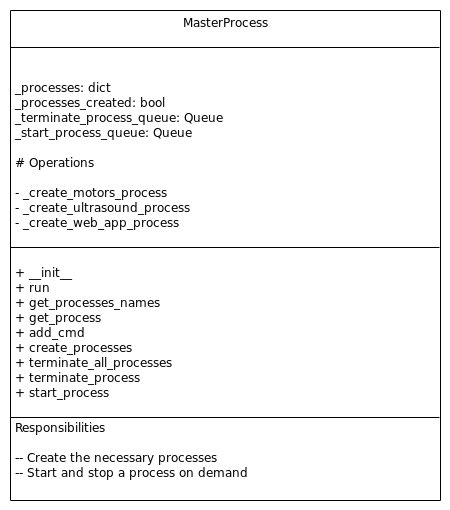 MasterProcess
_processes: dict
_processes_created: bool
_terminate_process_queue: Queue
_start_process_queue: Queue
# Operations
- _create_motors_process
- _create_ultrasound_process
- _create_web_app_process
+ __init__
+ run
+ get_processes_names
+ get_process
+ add_cmd
+ create_processes
+ terminate_all_processes
+ terminate_process
+ start_process
Responsibilities
-- Create the necessary processes
-- Start and stop a process on demand